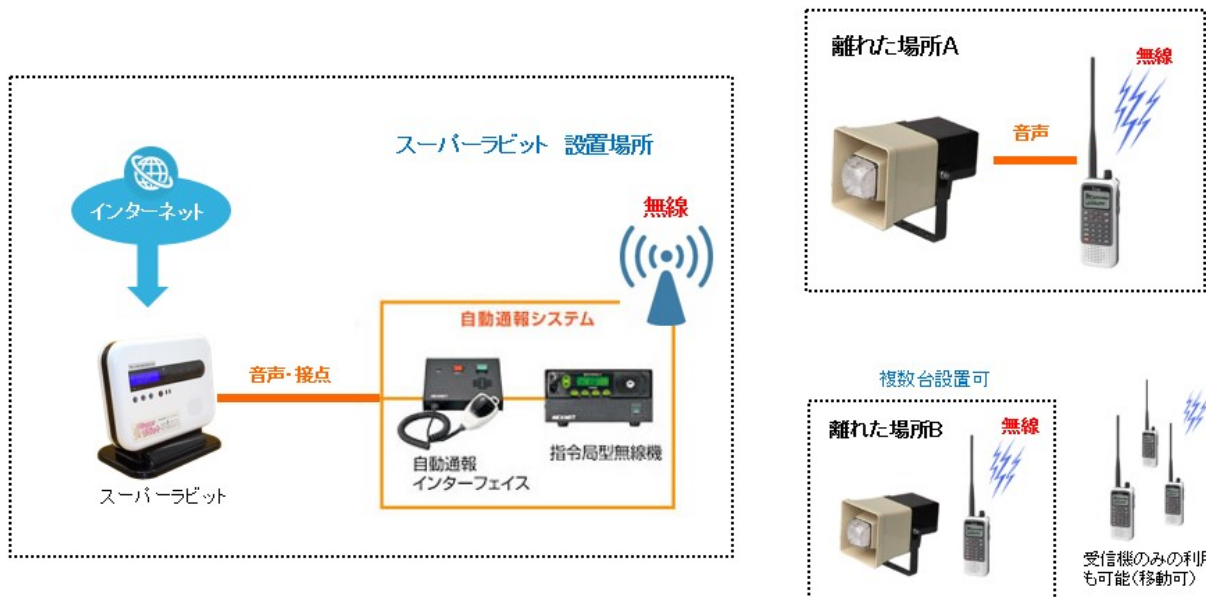 スーパーラビット 設置場所
インターネット
無線
自動通報システム
音声・接点
自動通報
インターフェイス
指令局型無線機
スーパーラビット
離れた場所A
無線
音声
複数台設置可
離れた場所B
無線
受信機のみの利用
も可能(移動可)